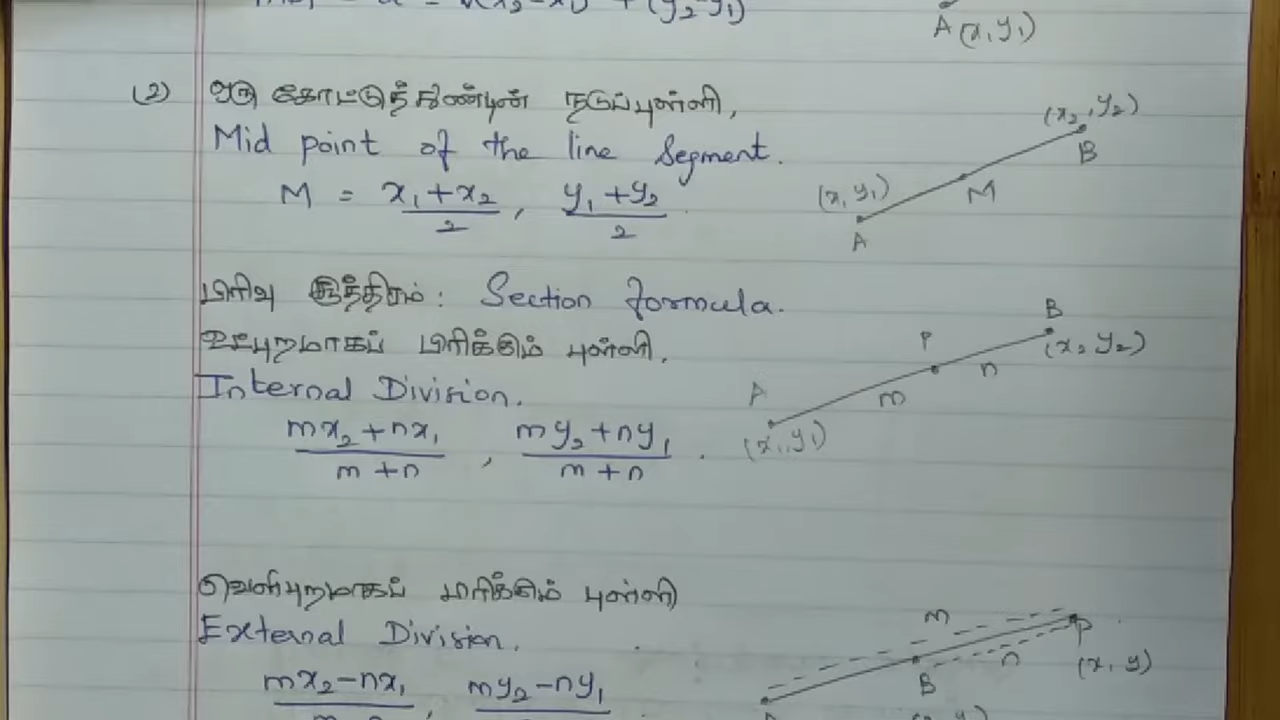 A(x₁y₁)
(2) ஒரு கோட்டுத்துண்டின் நடுப்புள்ளி,
Mid point of the line Segment.
(x₂, y₂)
B
M = x₁+x₂/2, y₁+y₂/2.
(x₁ y₁)
M
A
பிரிவு சூத்திரம் : Section formula.
B
உட்புறமாகப் பிரிக்கும் புள்ளி.
P
(x₂ y₂)
n
Internal Division.
A
m
mx₂+nx₁/m+n, my₂+ny₁/m+n.
(x₁, y₁)
வெளிபுறமாகப் பிரிக்கும் புள்ளி
m
External Division.
P
n
(x, y)
B
mx₂-nx₁, my₂-ny₁